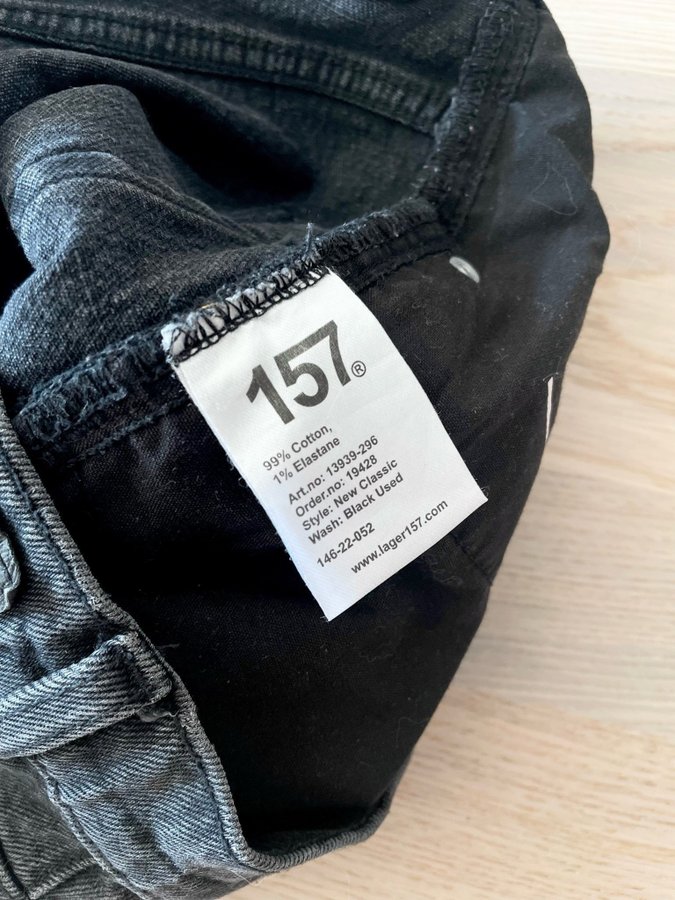 157®
99% Cotton,
1% Elastane
Art.no: 13939-296
Order.no: 19428
Style: New Classic
Wash: Black Used
146-22-052
www.lager157.com